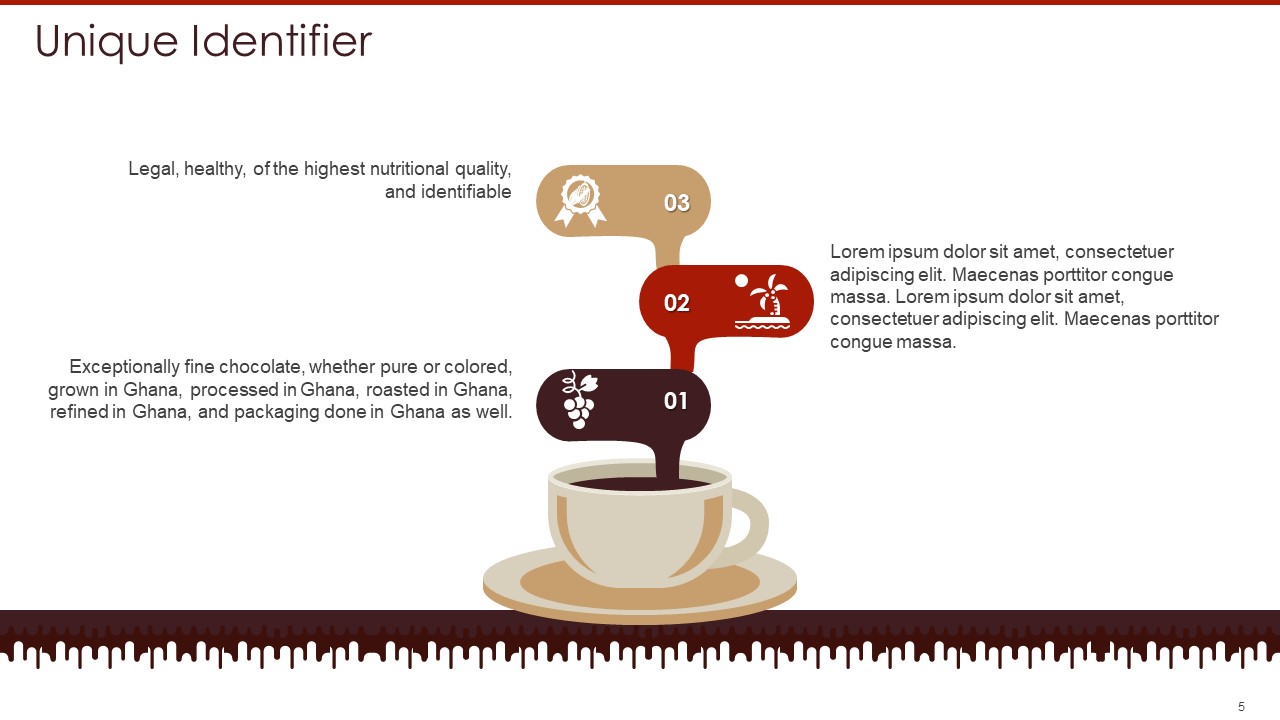 Unique Identifier
Legal, healthy, of the highest nutritional quality,
and identifiable
03
Lorem ipsum dolor sit amet, consectetuer
adipiscing elit. Maecenas porttitor congue
massa. Lorem ipsum dolor sit amet,
consectetuer adipiscing elit. Maecenas porttitor
congue massa.
02
Exceptionally fine chocolate, whether pure or colored,
grown in Ghana, processed in Ghana, roasted in Ghana,
refined in Ghana, and packaging done in Ghana as well.
01
5